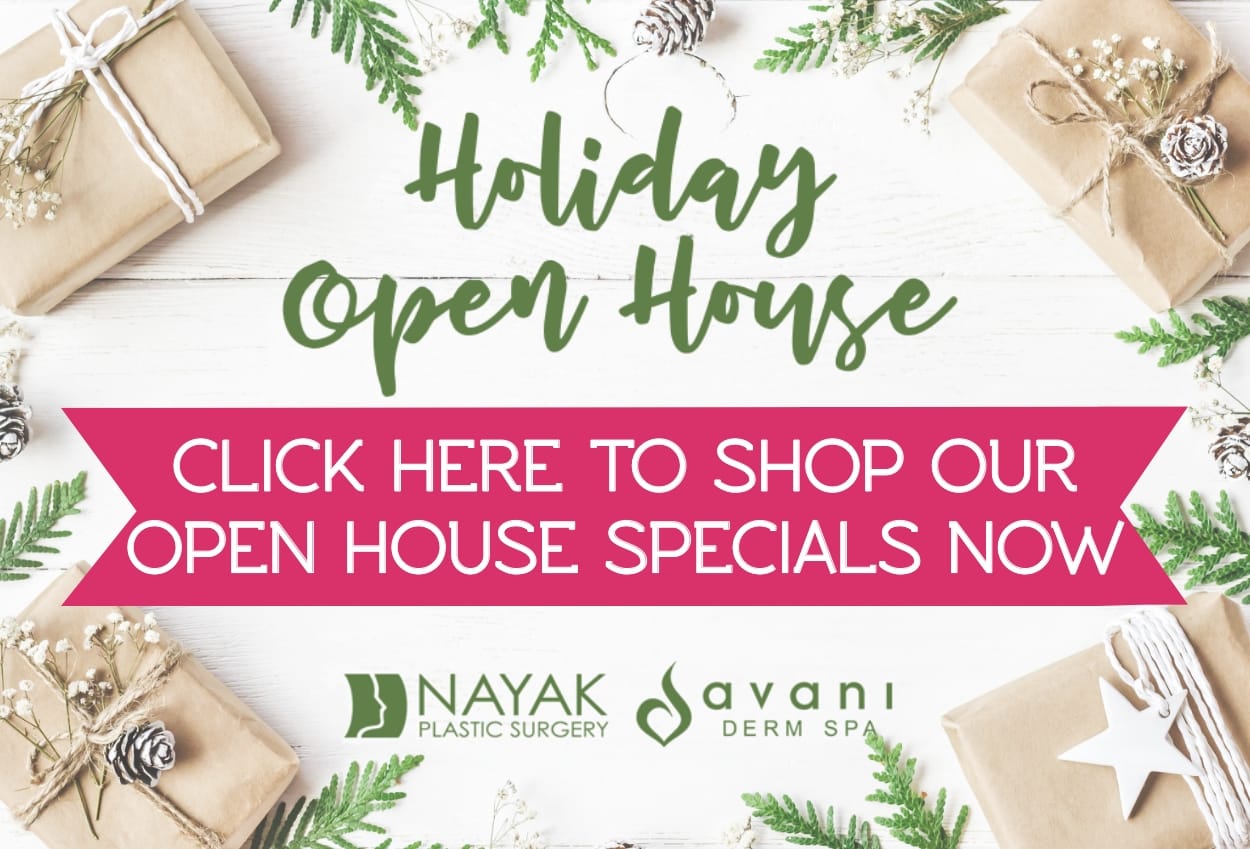 Holiday
Open House
CLICK HERE TO SHOP OUR
OPEN HOUSE SPECIALS NOW
NAYAK
PLASTIC SURGERY
avani
DERM SPA